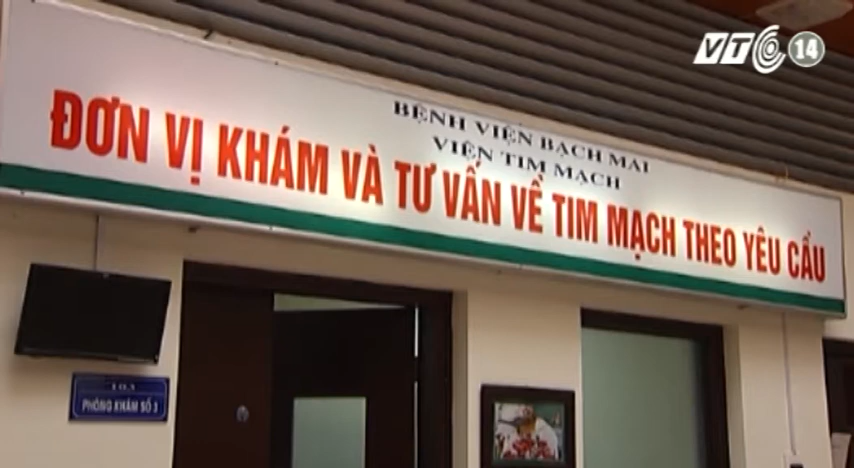 VTC 14
BỆNH VIỆN BẠCH MAI
VIỆN TIM MẠCH
ĐƠN VỊ KHÁM VÀ TƯ VẤN VỀ TIM MẠCH THEO YÊU CẦU
103
PHÒNG KHÁM SỐ 3